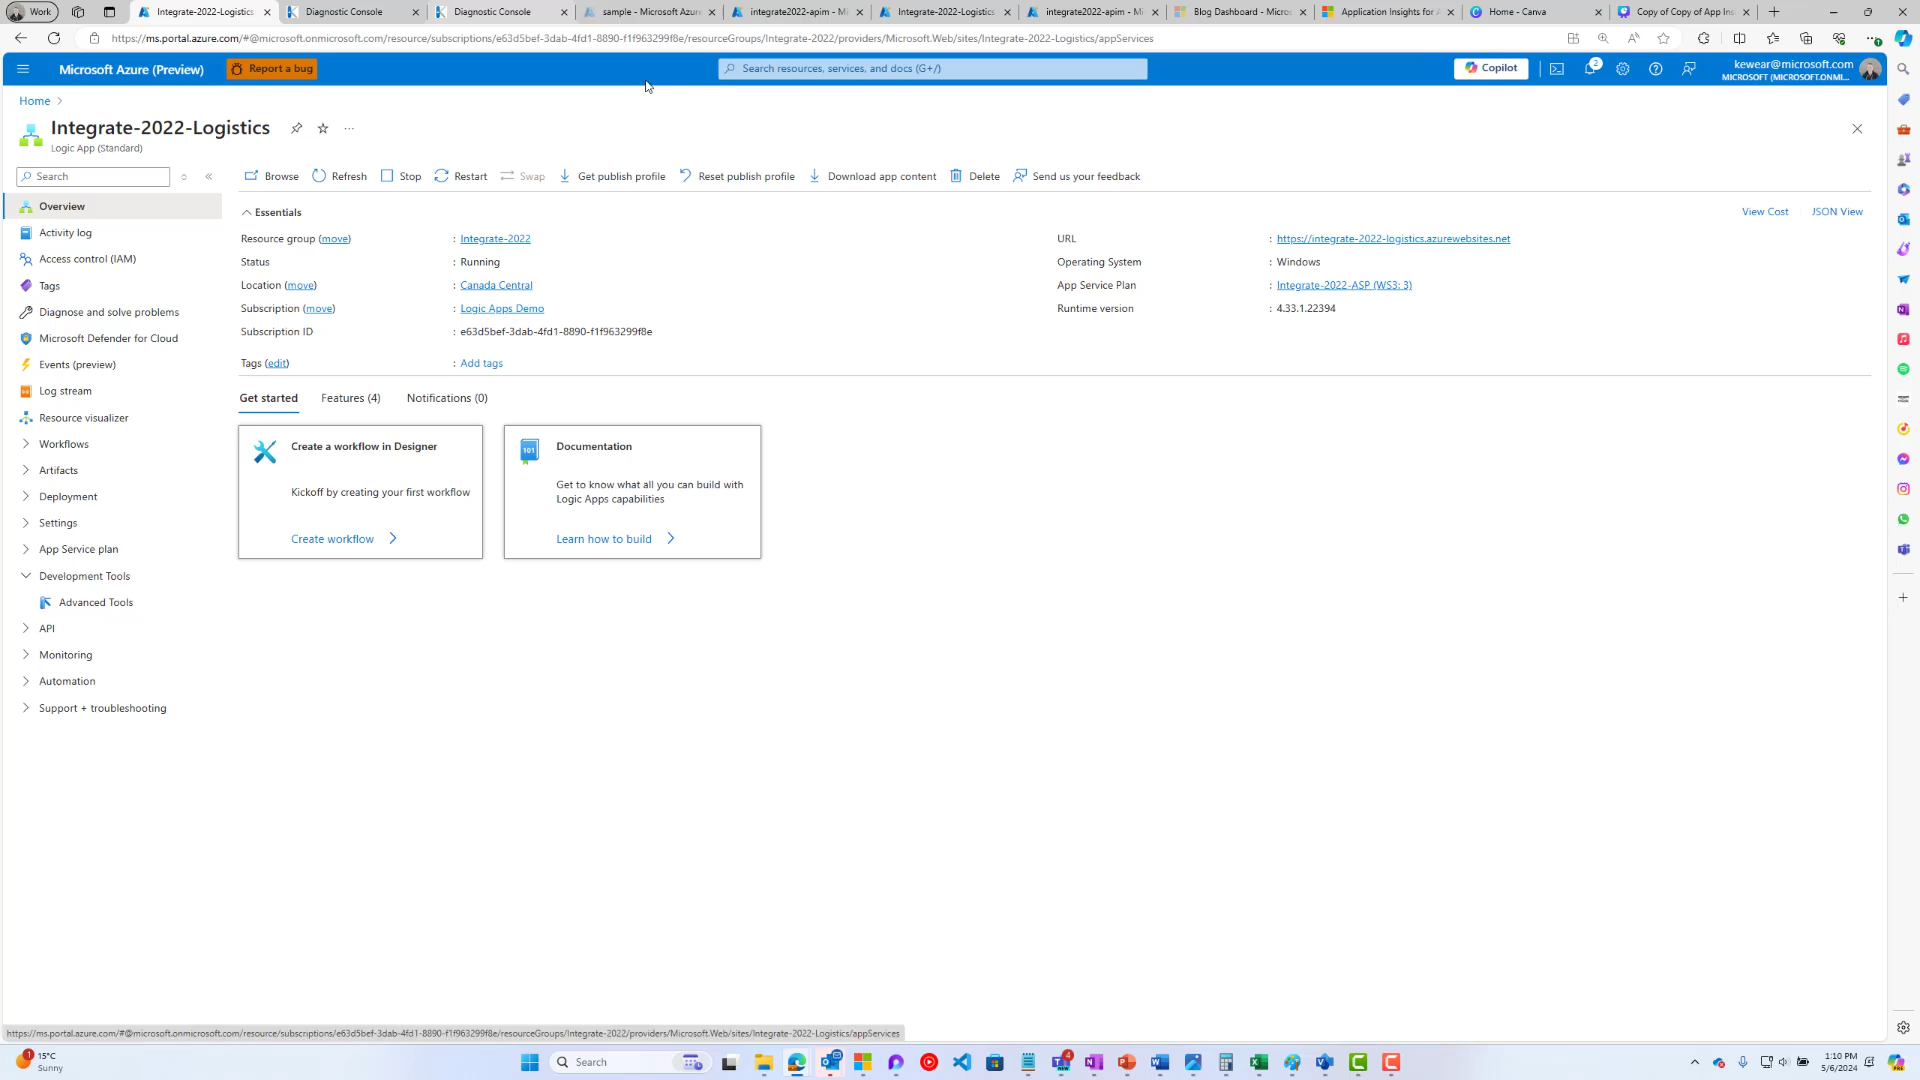 Work
Integrate-2022-Logistics
Diagnostic Console
Diagnostic Console
sample - Microsoft Azure
integrate2022-apim - Mi
Integrate-2022-Logistics
integrate2022-apim - Mi
Blog Dashboard - Micros
Application Insights for A
Home - Canva
Copy of Copy of App Ins
https://ms.portal.azure.com/#@microsoft.onmicrosoft.com/resource/subscriptions/e63d5bef-3dab-4fd1-8890-f1f963299f8e/resourceGroups/Integrate-2022/providers/Microsoft.Web/sites/Integrate-2022-Logistics/appServices
Microsoft Azure (Preview)
Report a bug
Search resources, services, and docs (G+/)
Copilot
2
kewear@microsoft.com
MICROSOFT (MICROSOFT.ONMI...
Home
Integrate-2022-Logistics
Logic App (Standard)
Search
Browse
Refresh
Stop
Restart
Swap
Get publish profile
Reset publish profile
Download app content
Delete
Send us your feedback
Overview
Activity log
Access control (IAM)
Tags
Diagnose and solve problems
Microsoft Defender for Cloud
Events (preview)
Log stream
Resource visualizer
Workflows
Artifacts
Deployment
Settings
App Service plan
Development Tools
Advanced Tools
API
Monitoring
Automation
Support + troubleshooting
Essentials
View Cost
JSON View
Resource group (move) : Integrate-2022
Status : Running
Location (move) : Canada Central
Subscription (move) : Logic Apps Demo
Subscription ID : e63d5bef-3dab-4fd1-8890-f1f963299f8e
Tags (edit) : Add tags
URL : https://integrate-2022-logistics.azurewebsites.net
Operating System : Windows
App Service Plan : Integrate-2022-ASP (WS3: 3)
Runtime version : 4.33.1.22394
Get started
Features (4)
Notifications (0)
Create a workflow in Designer
Kickoff by creating your first workflow
Create workflow
101
Documentation
Get to know what all you can build with
Logic Apps capabilities
Learn how to build
https://ms.portal.azure.com/#@microsoft.onmicrosoft.com/resource/subscriptions/e63d5bef-3dab-4fd1-8890-f1f963299f8e/resourceGroups/Integrate-2022/providers/Microsoft.Web/sites/Integrate-2022-Logistics/appServices
1
15°C
Sunny
Search
4
1:10 PM
5/6/2024